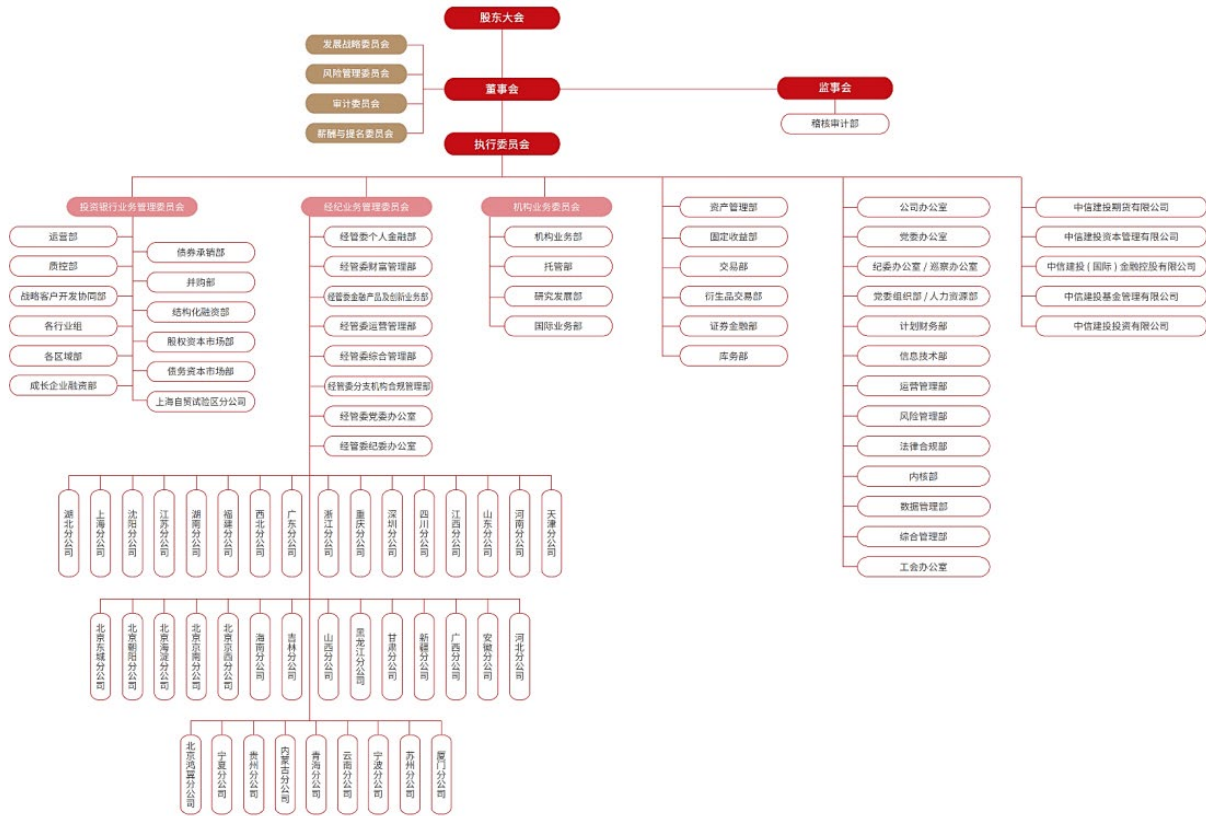 股东大会
发展战略委员会
风险管理委员会
审计委员会
薪酬与提名委员会
董事会
监事会
稽核审计部
执行委员会
投资银行业务管理委员会
运营部
质控部
战略客户开发协同部
各行业组
各区域部
成长企业融资部
债券承销部
并购部
结构化融资部
股权资本市场部
债务资本市场部
上海自贸试验区分公司
经纪业务管理委员会
经管委个人金融部
经管委财富管理部
经管委金融产品及创新业务部
经管委运营管理部
经管委综合管理部
经管委分支机构合规管理部
经管委党委办公室
经管委纪委办公室
机构业务委员会
机构业务部
托管部
研究发展部
国际业务部
资产管理部
固定收益部
交易部
衍生品交易部
证券金融部
库务部
公司办公室
党委办公室
纪委办公室 / 巡察办公室
党委组织部 / 人力资源部
计划财务部
信息技术部
运营管理部
风险管理部
法律合规部
内核部
数据管理部
综合管理部
工会办公室
中信建投期货有限公司
中信建投资本管理有限公司
中信建投 ( 国际 ) 金融控股有限公司
中信建投基金管理有限公司
中信建投投资有限公司
湖北分公司
上海分公司
沈阳分公司
江苏分公司
湖南分公司
福建分公司
西北分公司
广东分公司
浙江分公司
重庆分公司
深圳分公司
四川分公司
江西分公司
山东分公司
河南分公司
天津分公司
北京东城分公司
北京朝阳分公司
北京海淀分公司
北京京南分公司
北京京西分公司
海南分公司
吉林分公司
山西分公司
黑龙江分公司
甘肃分公司
新疆分公司
广西分公司
安徽分公司
河北分公司
北京鸿翼分公司
宁夏分公司
贵州分公司
内蒙古分公司
青海分公司
云南分公司
宁波分公司
苏州分公司
厦门分公司